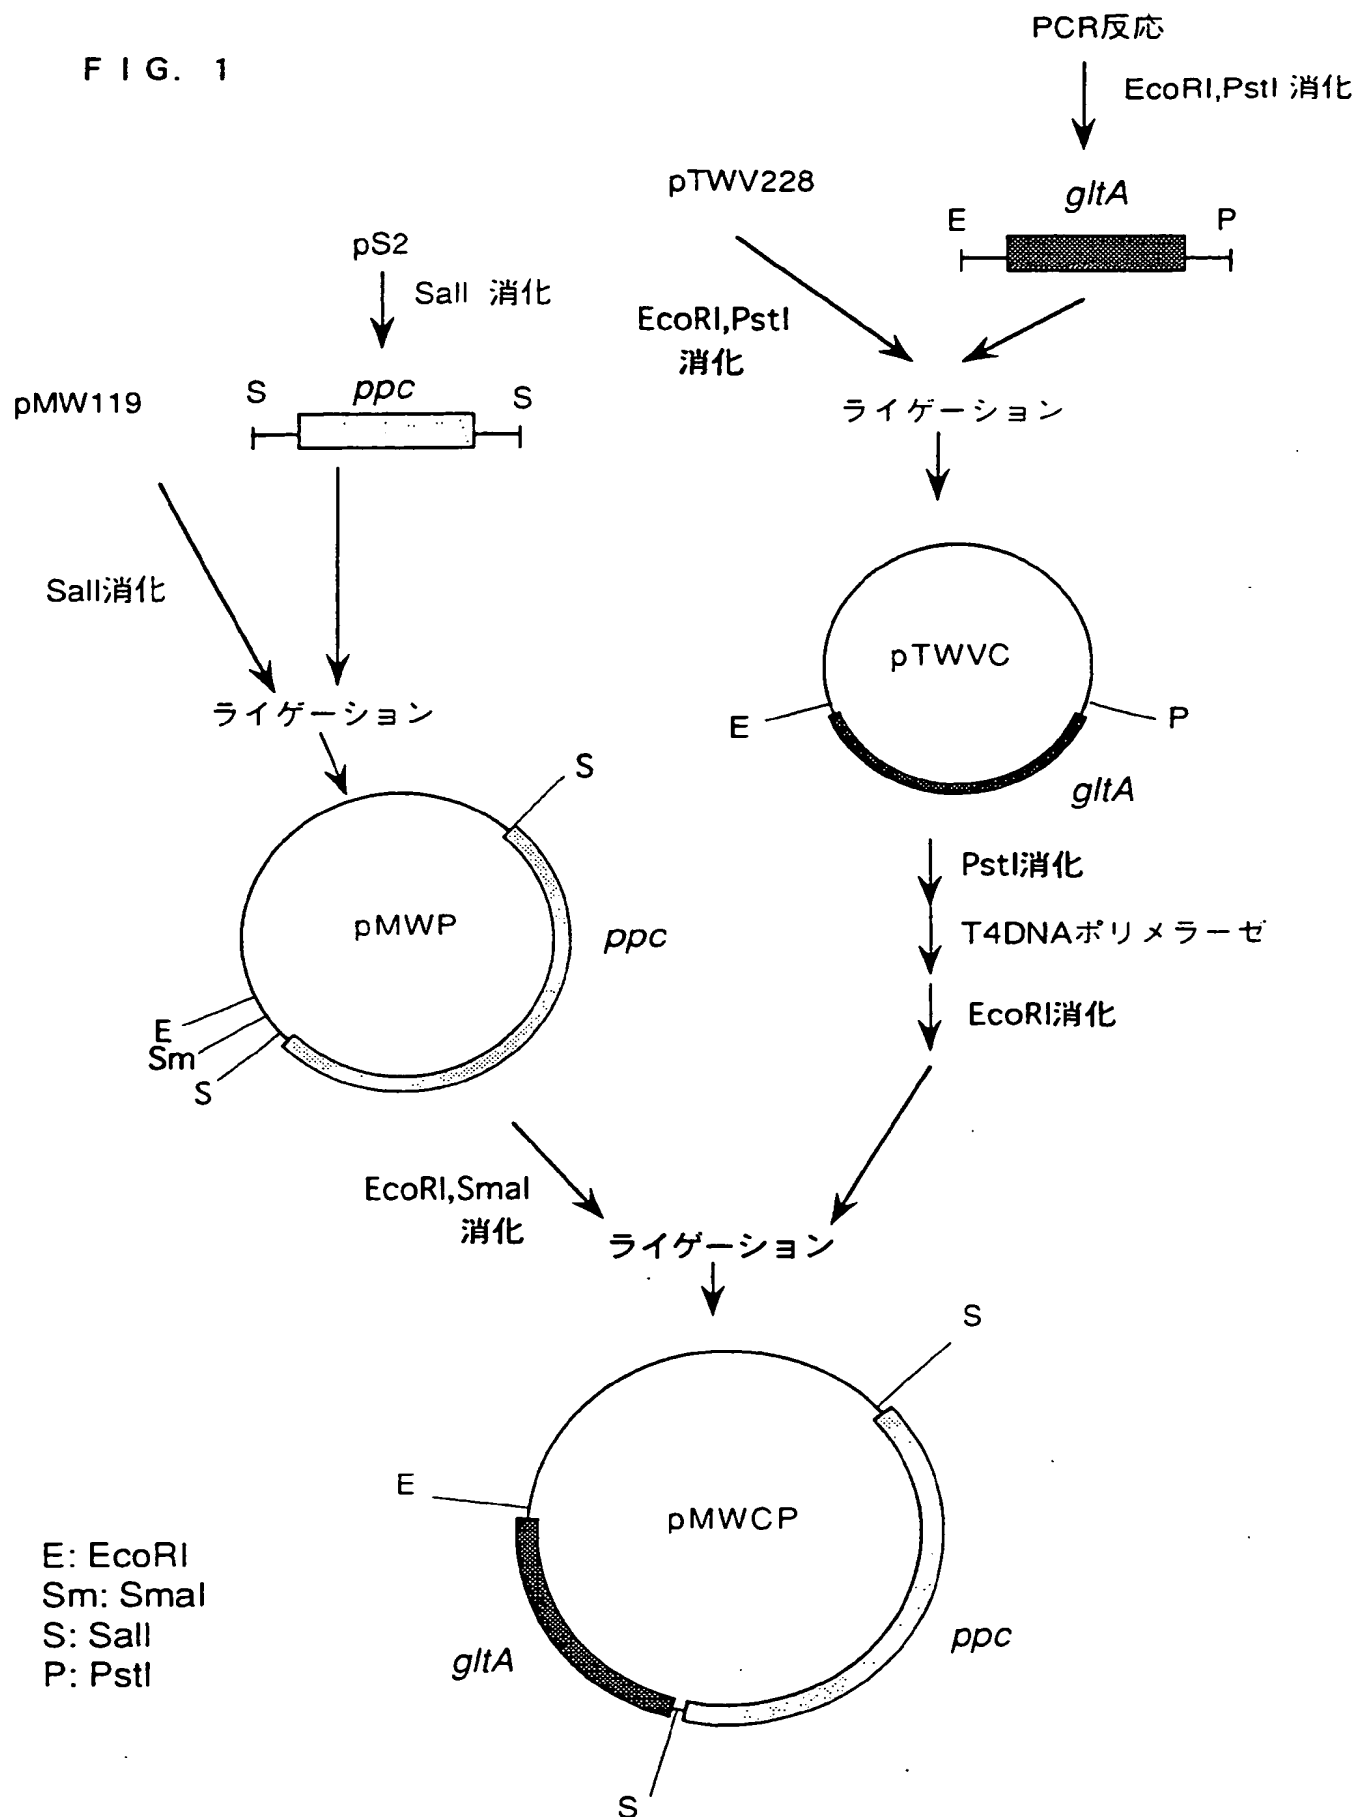 FIG. 1
PCR反応
EcoRI,PstI 消化
pTWV228
gltA
E
P
pS2
SalI 消化
EcoRI,PstI
消化
pMW119
S
ppc
S
ライゲーション
SalI消化
pTWVC
ライゲーション
E
P
gltA
S
PstI消化
pMWP
ppc
T4DNAポリメラーゼ
EcoRI消化
E
Sm
S
EcoRI,SmaI
消化
ライゲーション
S
E
pMWCP
E: EcoRI
Sm: SmaI
S: SalI
P: PstI
gltA
ppc
S